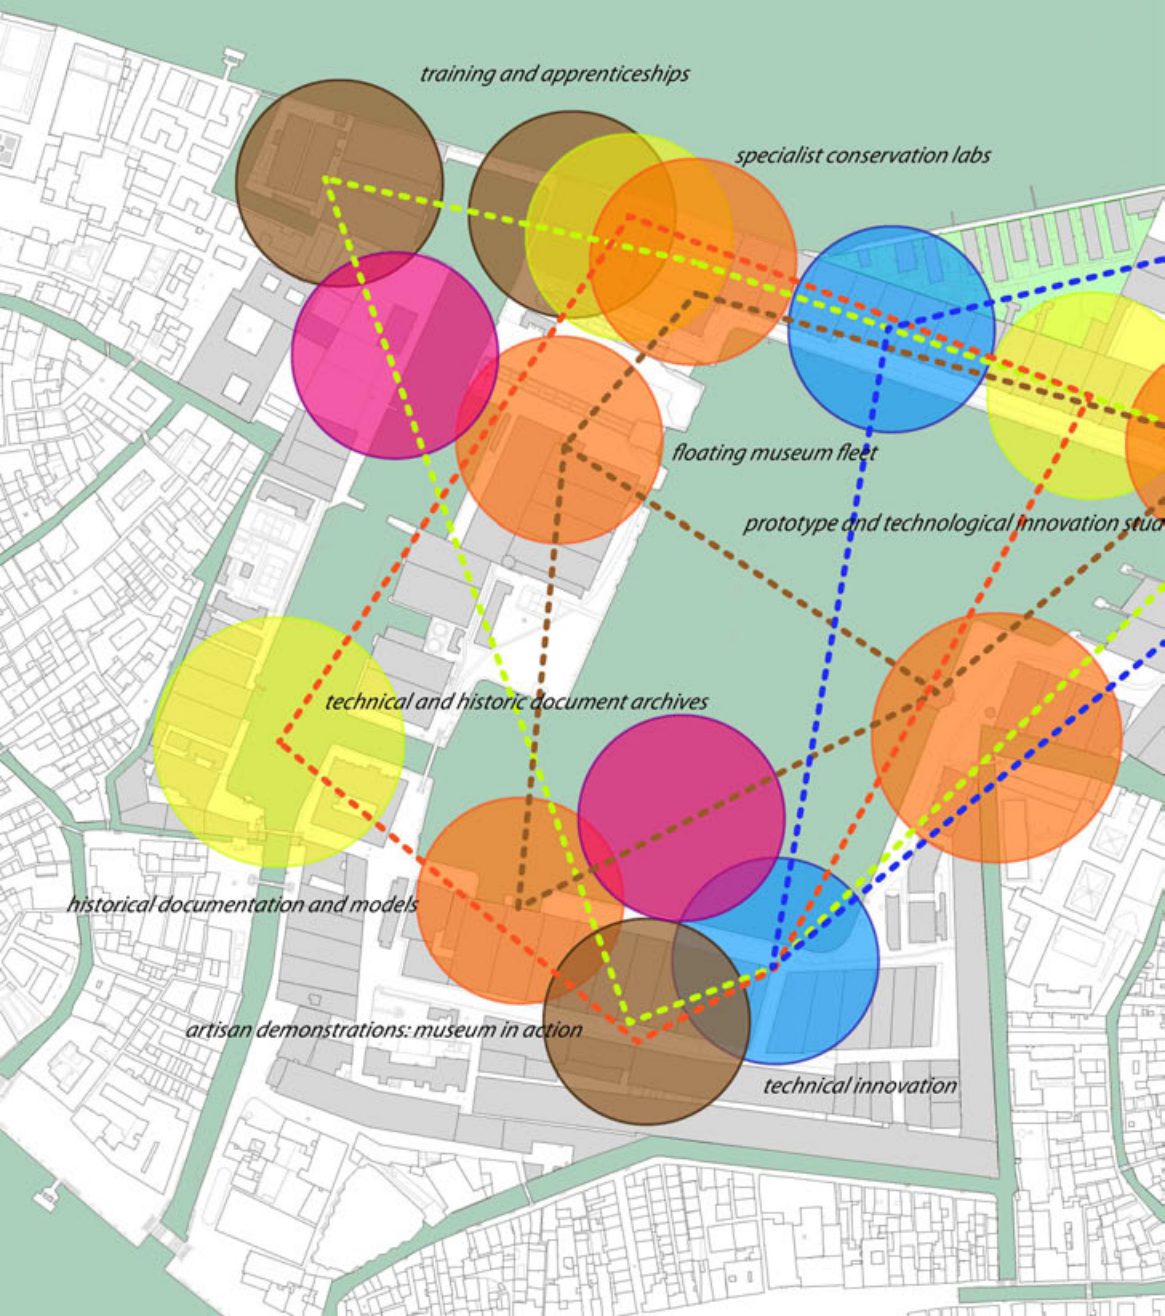 training and apprenticeships
specialist conservation labs
floating museum fleet
prototype and technological innovation stud
technical and historic document archives
historical documentation and models
artisan demonstrations: museum in action
technical innovation